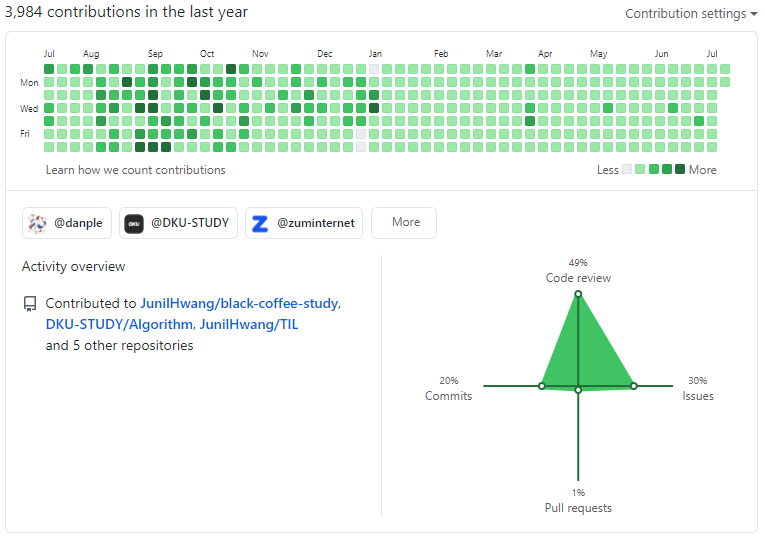 3,984 contributions in the last year
Contribution settings
Jul Aug Sep Oct Nov Dec Jan Feb Mar Apr May Jun Jul
Mon
Wed
Fri
Learn how we count contributions
Less More
@danple
DKU @DKU-STUDY
@zuminternet
More
Activity overview
Contributed to JunilHwang/black-coffee-study,
DKU-STUDY/Algorithm, JunilHwang/TIL
and 5 other repositories
49%
Code review
20%
Commits
30%
Issues
1%
Pull requests